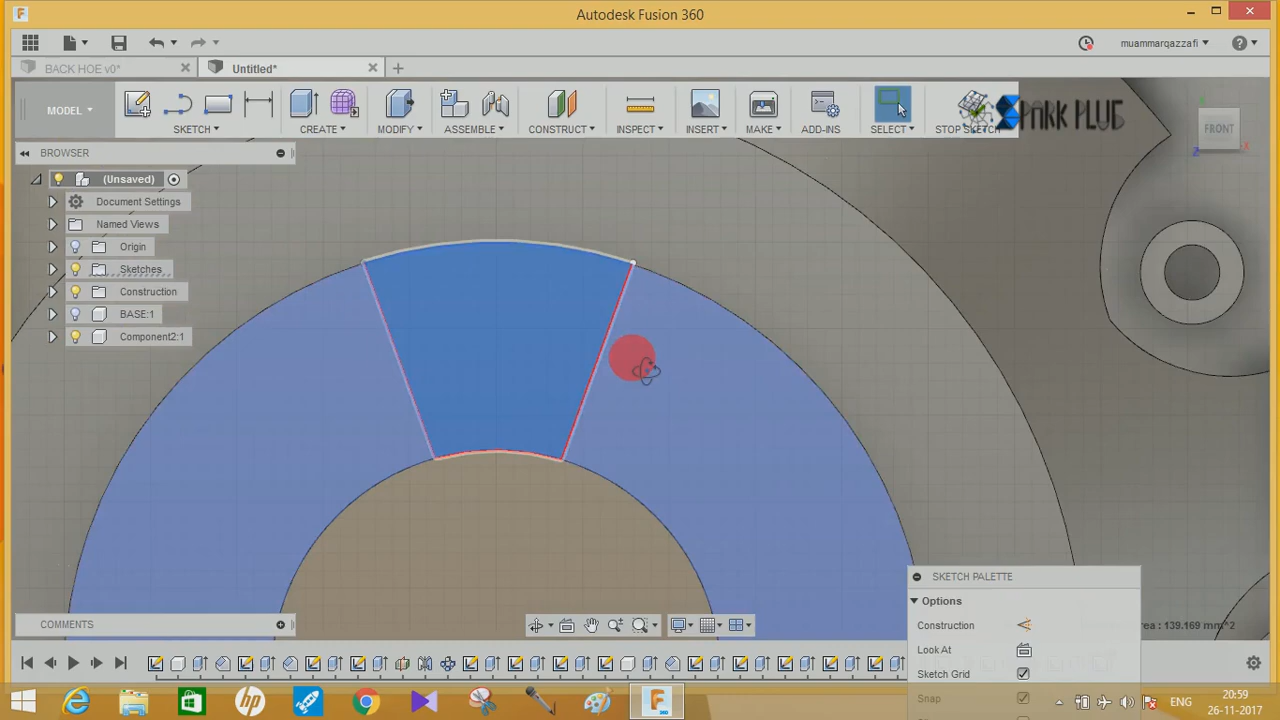 Autodesk Fusion 360
muammarqazzafi
BACK HOE v0*
Untitled*
MODEL
SKETCH
CREATE
MODIFY
ASSEMBLE
CONSTRUCT
INSPECT
INSERT
MAKE
ADD-INS
SELECT
STOP SKETCH
PARK PLUG
FRONT
X
Z
BROWSER
(Unsaved)
Document Settings
Named Views
Origin
Sketches
Construction
BASE:1
Component2:1
SKETCH PALETTE
Options
Construction
Look At
Sketch Grid
Snap
rea : 139.169 mm^2
COMMENTS
ENG
20:59
26-11-2017